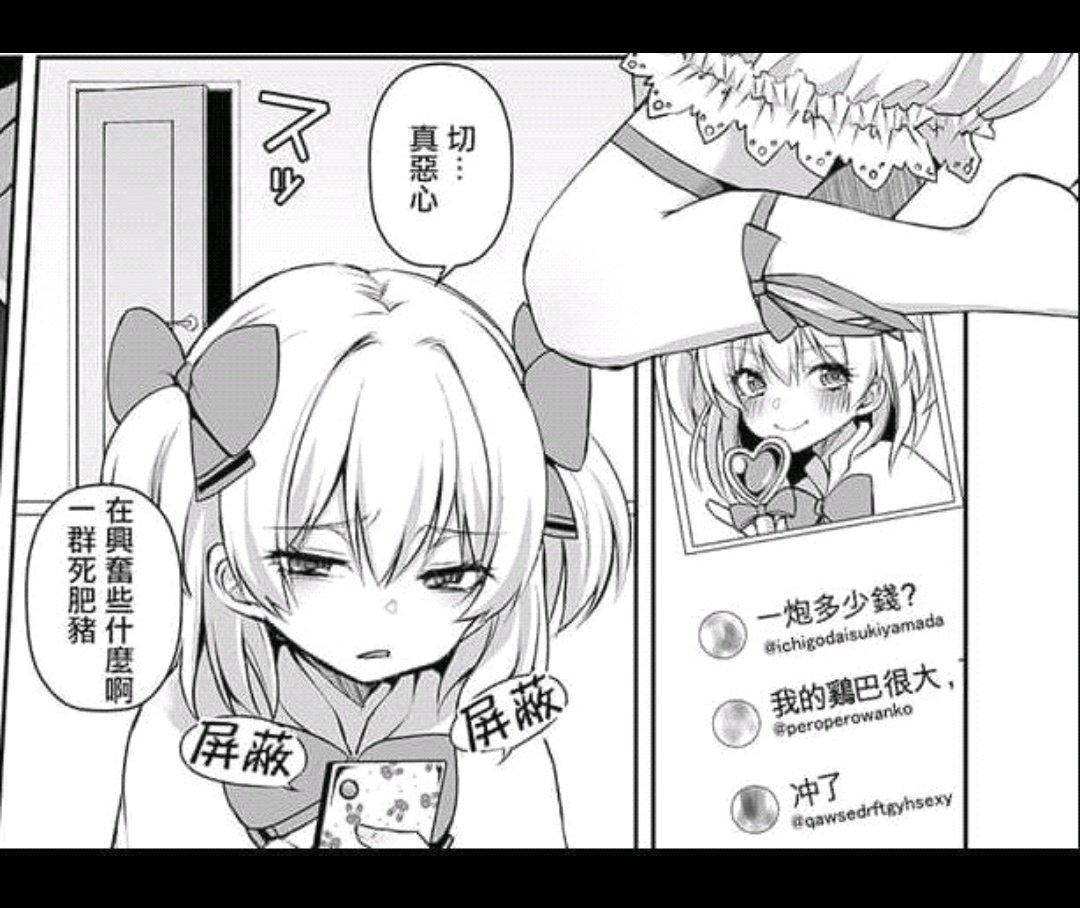 一炮多少錢？
@ichigodaisukiyamada
我的鷄巴很大，
@peroperowanko
冲了
@qawsedrftgyhsexy
切…
真惡心
スッ
在興奮些什麼啊
一群死肥豬
屏蔽
屏蔽